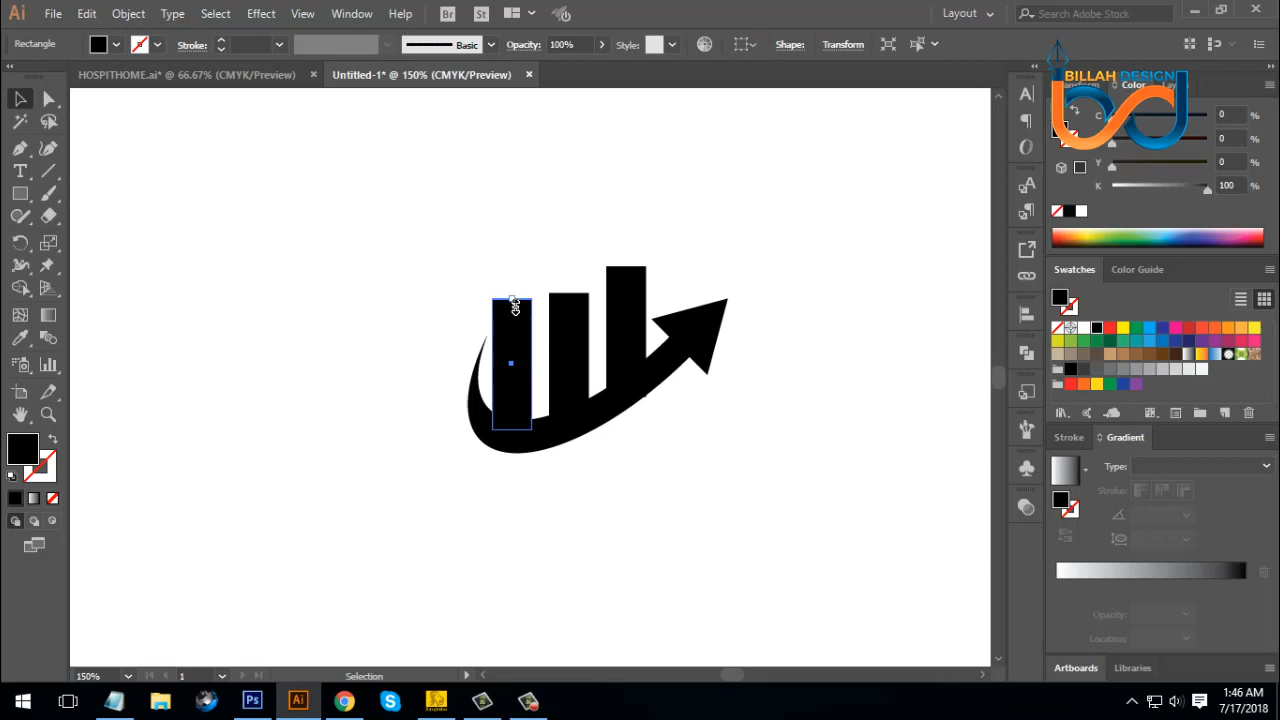 Ai File Edit Object Type Select Effect View Window Help Br St Layout Search Adobe Stock
Rectangle Stroke: Basic Opacity: 100% Style: Shape: Transform
HOSPITHOME.ai* @ 66.67% (CMYK/Preview) × Untitled-1* @ 150% (CMYK/Preview) ×
BILLAH DESIGN
Color
C 0 %
0 %
Y 0 %
K 100 %
Swatches Color Guide
Stroke Gradient
Type:
Stroke:
Opacity:
Location:
Artboards Libraries
150% 1 Selection
Ps Ai
1:46 AM
7/17/2018